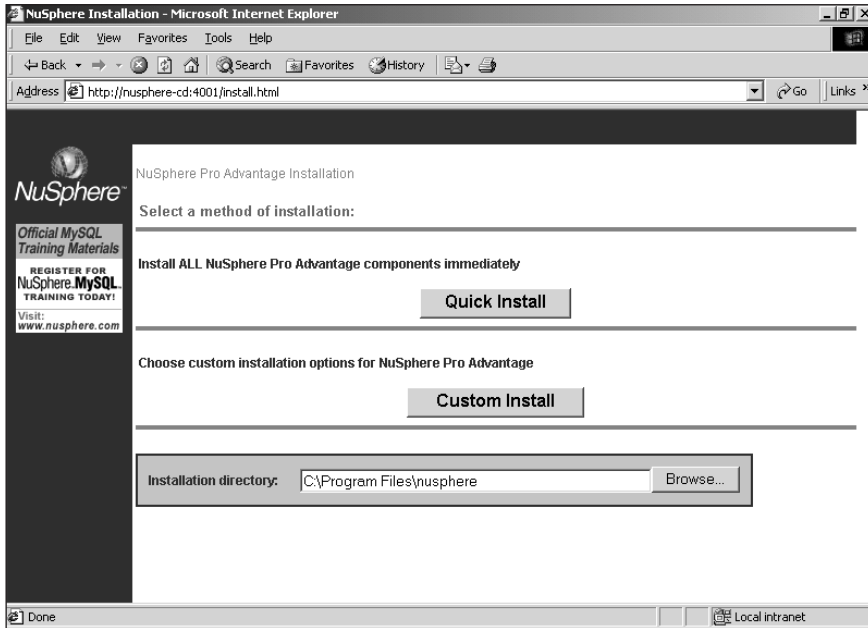 NuSphere Installation - Microsoft Internet Explorer
File Edit View Favorites Tools Help
Back Search Favorites History
Address http://nusphere-cd:4001/install.html Go Links »
NuSphere™
Official MySQL
Training Materials
REGISTER FOR
NuSphere MySQL
TRAINING TODAY!
Visit:
www.nusphere.com
NuSphere Pro Advantage Installation
Select a method of installation:
Install ALL NuSphere Pro Advantage components immediately
Quick Install
Choose custom installation options for NuSphere Pro Advantage
Custom Install
Installation directory: C:\Program Files\nusphere Browse...
Done Local intranet